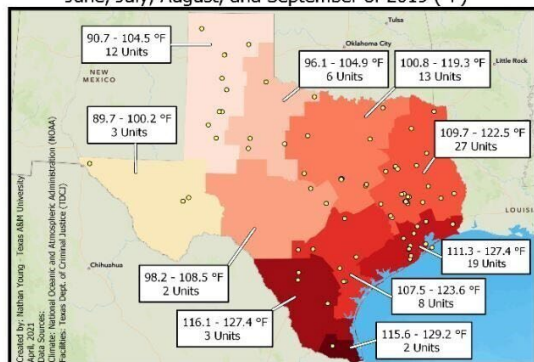 June, July, August, and September of 2019 (°F)
Tulsa
90.7 - 104.5 °F
12 Units
Oklahoma City
96.1 - 104.9 °F
6 Units
100.8 - 119.3 °F
13 Units
Little Rock
NEW
MEXICO
89.7 - 100.2 °F
3 Units
109.7 - 122.5 °F
27 Units
LOUISI
Chihuahua
98.2 - 108.5 °F
2 Units
111.3 - 127.4 °F
19 Units
107.5 - 123.6 °F
8 Units
116.1 - 127.4 °F
3 Units
115.6 - 129.2 °F
2 Units
Created by: Nathan Young - Texas A&M University
April, 2021
Data Sources:
Climate: National Oceanic and Atmospheric Administration (NOAA)
Facilities: Texas Dept. of Criminal Justice (TDCJ)